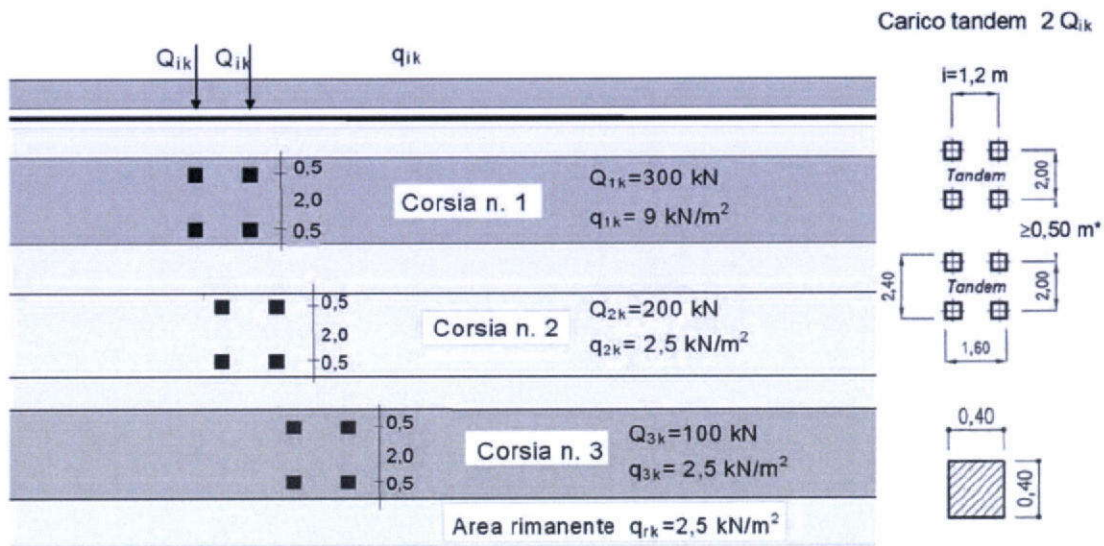 Carico tandem 2 Qik
Qik Qik qik
i=1,2 m
0,5
2,0
0,5
Corsia n. 1
Q1k=300 kN
q1k= 9 kN/m²
Tandem
2,00
≥0,50 m*
0,5
2,0
0,5
Corsia n. 2
Q2k=200 kN
q2k= 2,5 kN/m²
2,40
Tandem
2,00
1,60
0,5
2,0
0,5
Corsia n. 3
Q3k=100 kN
q3k= 2,5 kN/m²
0,40
0,40
Area rimanente qrk=2,5 kN/m²